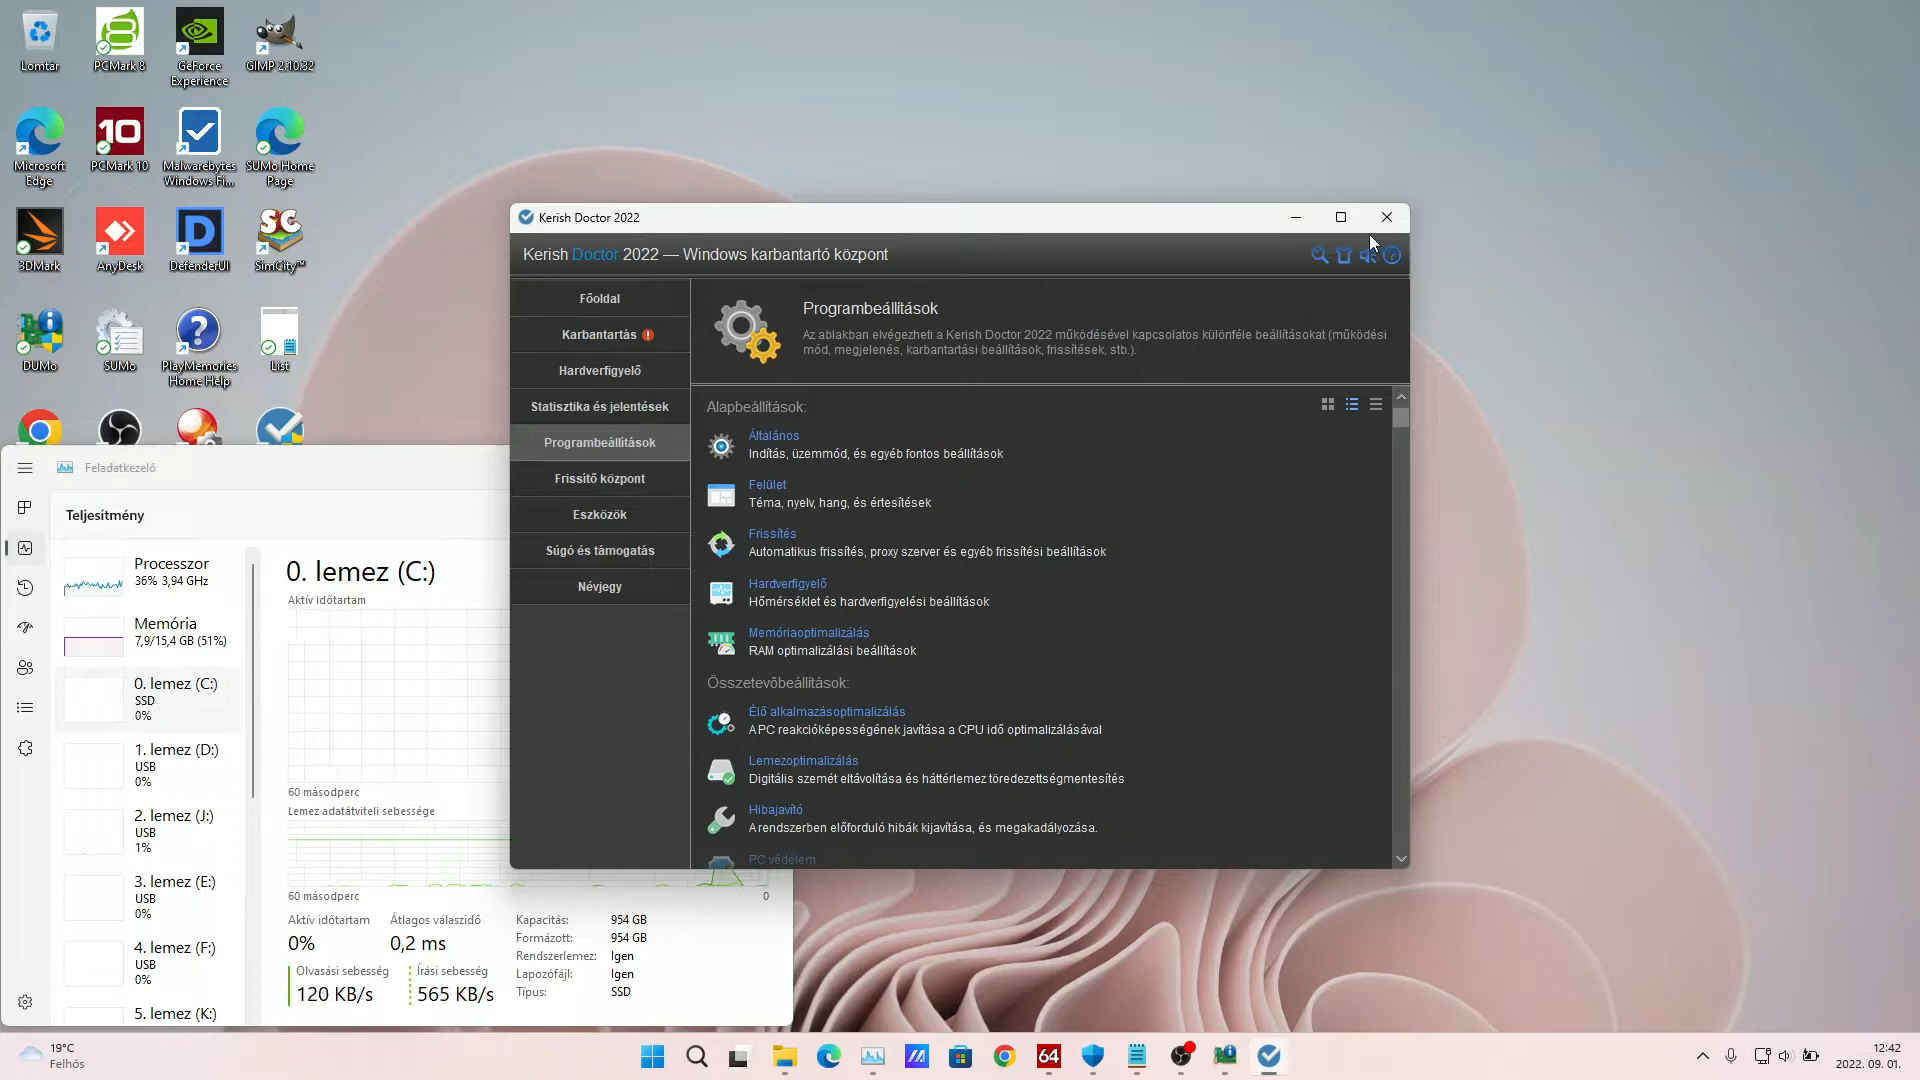 Lomtár
PCMark 8
GeForce
Experience
GIMP 2.10.32
Microsoft
Edge
PCMark 10
Malwarebytes
Windows Fi...
SUMo Home
Page
3DMark
AnyDesk
DefenderUI
SimCity™
DUMo
SUMo
PlayMemories
Home Help
List
Kerish Doctor 2022
Kerish Doctor 2022 — Windows karbantartó központ
Főoldal
Karbantartás
Hardverfigyelő
Statisztika és jelentések
Programbeállítások
Frissítő központ
Eszközök
Súgó és támogatás
Névjegy
Programbeállítások
Az ablakban elvégezheti a Kerish Doctor 2022 működésével kapcsolatos különféle beállításokat (működési
mód, megjelenés, karbantartási beállítások, frissítések, stb.).
Alapbeállítások:
Általános
Indítás, üzemmód, és egyéb fontos beállítások
Felület
Téma, nyelv, hang, és értesítések
Frissítés
Automatikus frissítés, proxy szerver és egyéb frissítési beállítások
Hardverfigyelő
Hőmérséklet és hardverfigyelési beállítások
Memóriaoptimalizálás
RAM optimalizálási beállítások
Összetevőbeállítások:
Élő alkalmazásoptimalizálás
A PC reakcióképességének javítása a CPU idő optimalizálásával
Lemezoptimalizálás
Digitális szemét eltávolítása és háttérlemez töredezettségmentesítés
Hibajavító
A rendszerben előforduló hibák kijavítása, és megakadályozása.
PC védelem
Feladatkezelő
Teljesítmény
Processzor
36% 3,94 GHz
Memória
7,9/15,4 GB (51%)
0. lemez (C:)
SSD
0%
1. lemez (D:)
USB
0%
2. lemez (J:)
USB
1%
3. lemez (E:)
USB
0%
4. lemez (F:)
USB
0%
5. lemez (K:)
0. lemez (C:)
Aktív időtartam
60 másodperc
Lemez adatátviteli sebessége
60 másodperc
0
Aktív időtartam
0%
Átlagos válaszidő
0,2 ms
Olvasási sebesség
120 KB/s
Írási sebesség
565 KB/s
Kapacitás: 954 GB
Formázott: 954 GB
Rendszerlemez: Igen
Lapozófájl: Igen
Típus: SSD
19°C
Felhős
64
12:42
2022. 09. 01.